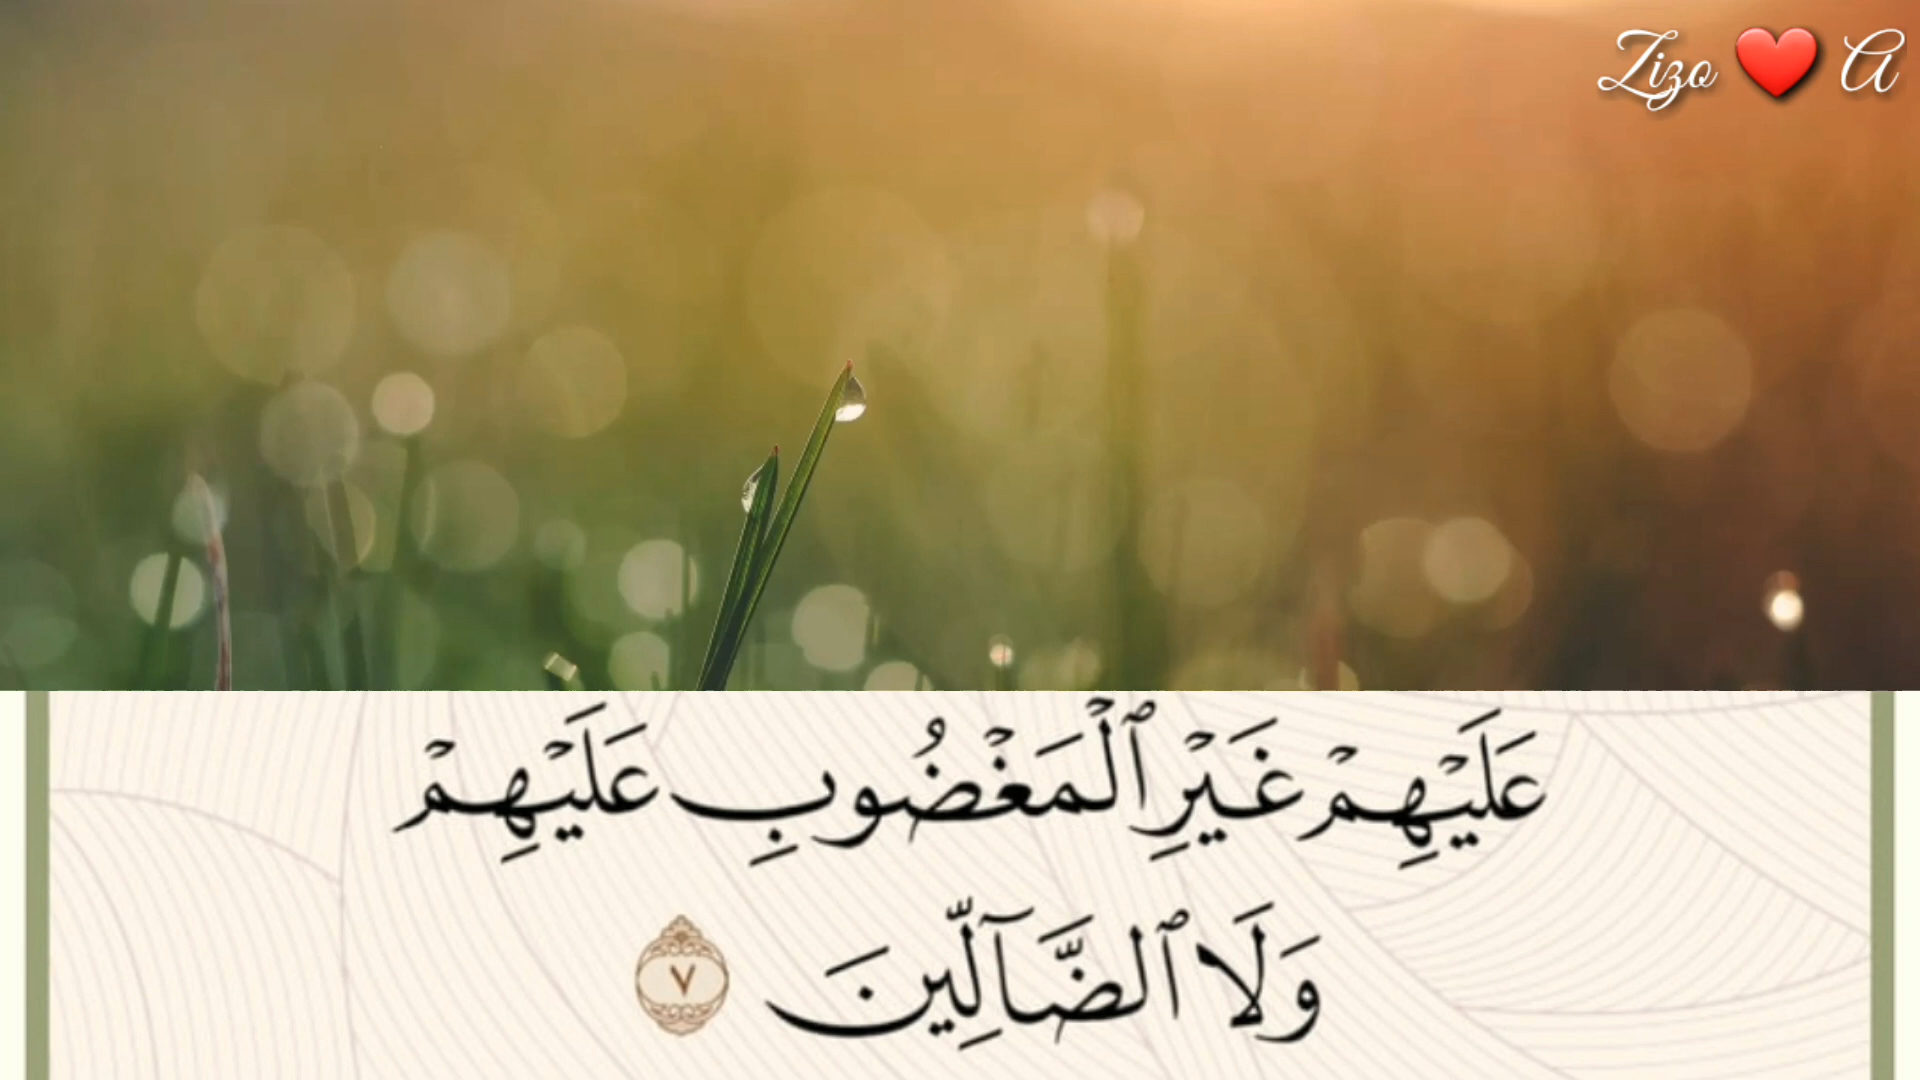 Zizo ❤️ A
عَلَيۡهِمۡ غَيۡرِ ٱلۡمَغۡضُوبِ عَلَيۡهِمۡ
وَلَا ٱلضَّآلِّينَ ٧